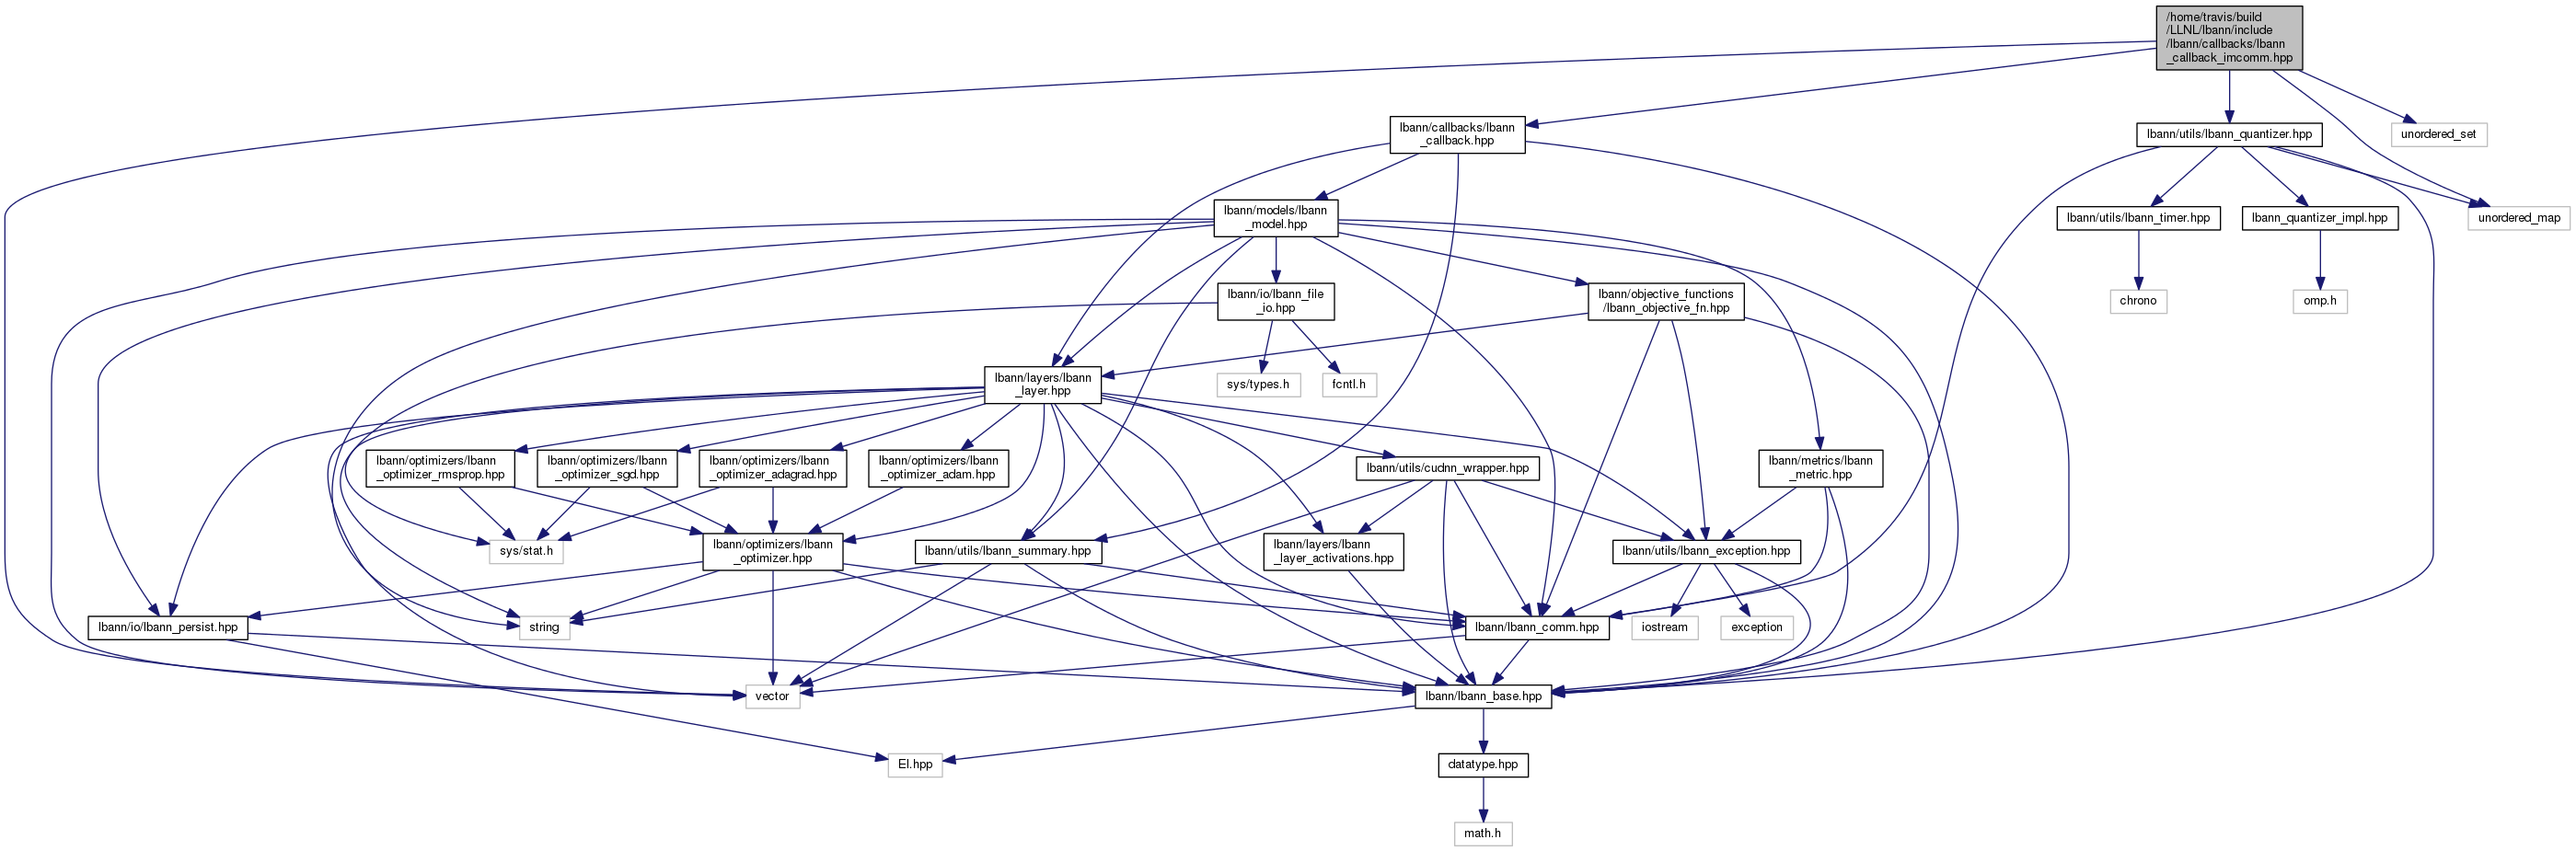 /home/travis/build
/LLNL/lbann/include
/lbann/callbacks/lbann
_callback_imcomm.hpp
lbann/callbacks/lbann
_callback.hpp
lbann/utils/lbann_quantizer.hpp
unordered_set
lbann/models/lbann
_model.hpp
lbann/utils/lbann_timer.hpp
lbann_quantizer_impl.hpp
unordered_map
lbann/io/lbann_file
_io.hpp
lbann/objective_functions
/lbann_objective_fn.hpp
chrono
omp.h
lbann/layers/lbann
_layer.hpp
sys/types.h
fcntl.h
lbann/optimizers/lbann
_optimizer_rmsprop.hpp
lbann/optimizers/lbann
_optimizer_sgd.hpp
lbann/optimizers/lbann
_optimizer_adagrad.hpp
lbann/optimizers/lbann
_optimizer_adam.hpp
lbann/utils/cudnn_wrapper.hpp
lbann/metrics/lbann
_metric.hpp
sys/stat.h
lbann/optimizers/lbann
_optimizer.hpp
lbann/utils/lbann_summary.hpp
lbann/layers/lbann
_layer_activations.hpp
lbann/utils/lbann_exception.hpp
lbann/io/lbann_persist.hpp
string
lbann/lbann_comm.hpp
iostream
exception
vector
lbann/lbann_base.hpp
El.hpp
datatype.hpp
math.h